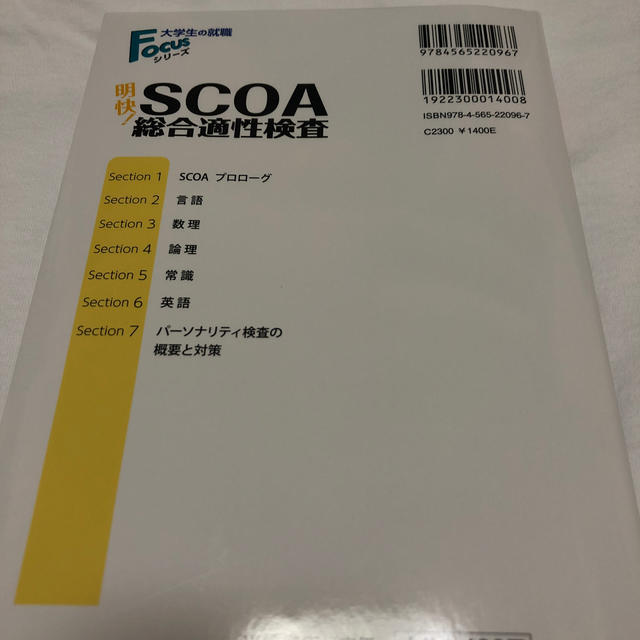 大学生の就職
Focus
シリーズ
明快!
SCOA
総合適性検査
9784565220967
1922300014008
ISBN978-4-565-22096-7
C2300 ¥1400E
Section 1 SCOA プロローグ
Section 2 言語
Section 3 数理
Section 4 論理
Section 5 常識
Section 6 英語
Section 7 パーソナリティ検査の
概要と対策